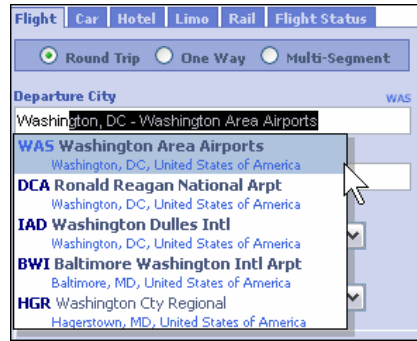 Flight Car Hotel Limo Rail Flight Status
Round Trip One Way Multi-Segment
Departure City WAS
Washington, DC - Washington Area Airports
WAS Washington Area Airports
Washington, DC, United States of America
DCA Ronald Reagan National Arpt
Washington, DC, United States of America
IAD Washington Dulles Intl
Washington, DC, United States of America
BWI Baltimore Washington Intl Arpt
Baltimore, MD, United States of America
HGR Washington Cty Regional
Hagerstown, MD, United States of America